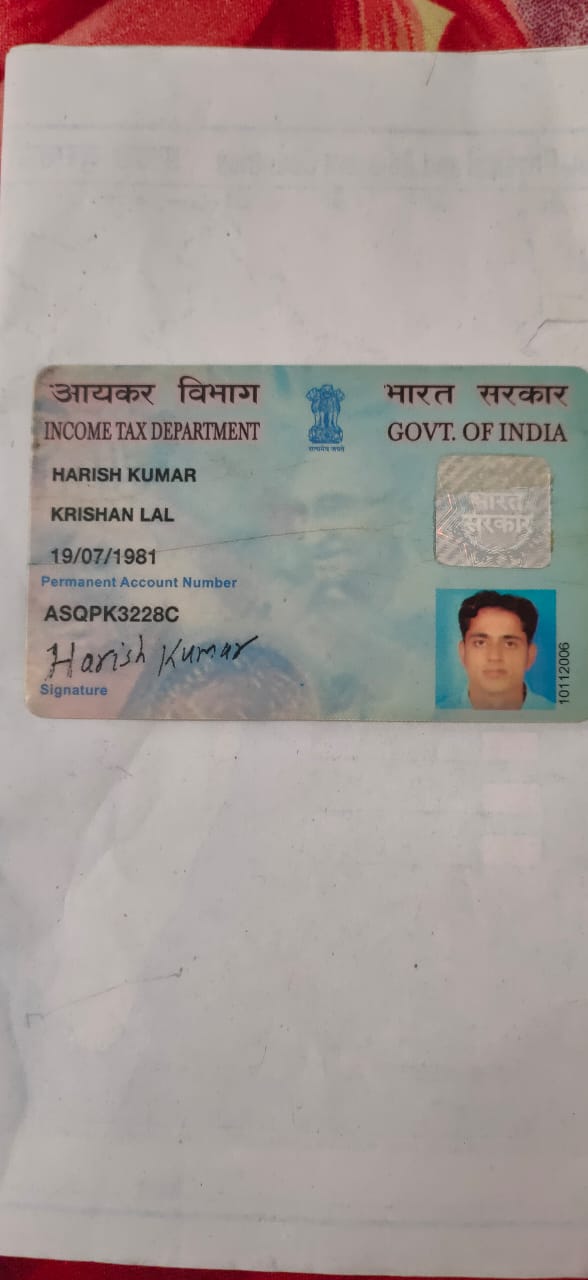 आयकर विभाग
INCOME TAX DEPARTMENT
सत्यमेव जयते
भारत सरकार
GOVT. OF INDIA
HARISH KUMAR
KRISHAN LAL
19/07/1981
Permanent Account Number
ASQPK3228C
Harish Kumar
Signature
भारत
सरकार
10112006